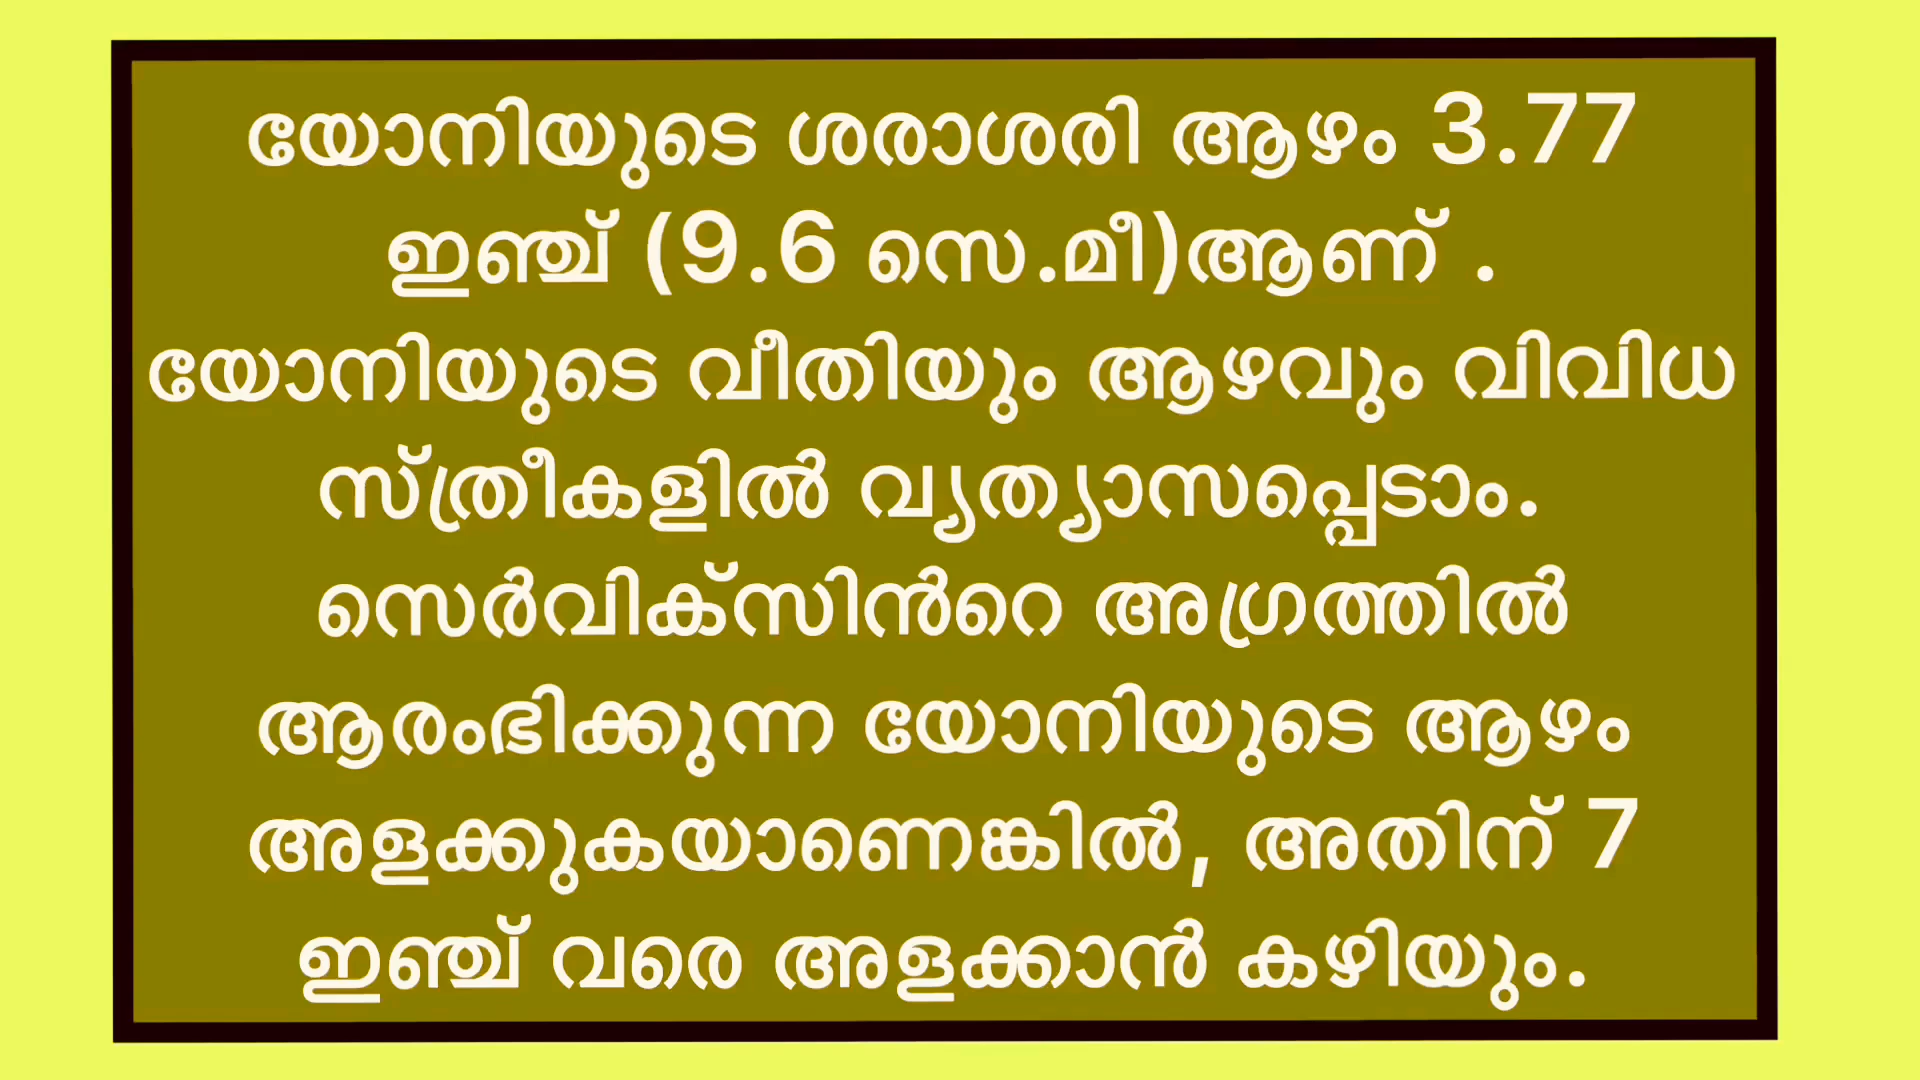 യോനിയുടെ ശരാശരി ആഴം 3.77
ഇഞ്ച് (9.6 സെ.മീ)ആണ് .
യോനിയുടെ വീതിയും ആഴവും വിവിധ
സ്ത്രീകളിൽ വ്യത്യാസപ്പെടാം.
സെർവിക്സിൻറെ അഗ്രത്തിൽ
ആരംഭിക്കുന്ന യോനിയുടെ ആഴം
അളക്കുകയാണെങ്കിൽ, അതിന് 7
ഇഞ്ച് വരെ അളക്കാൻ കഴിയും.